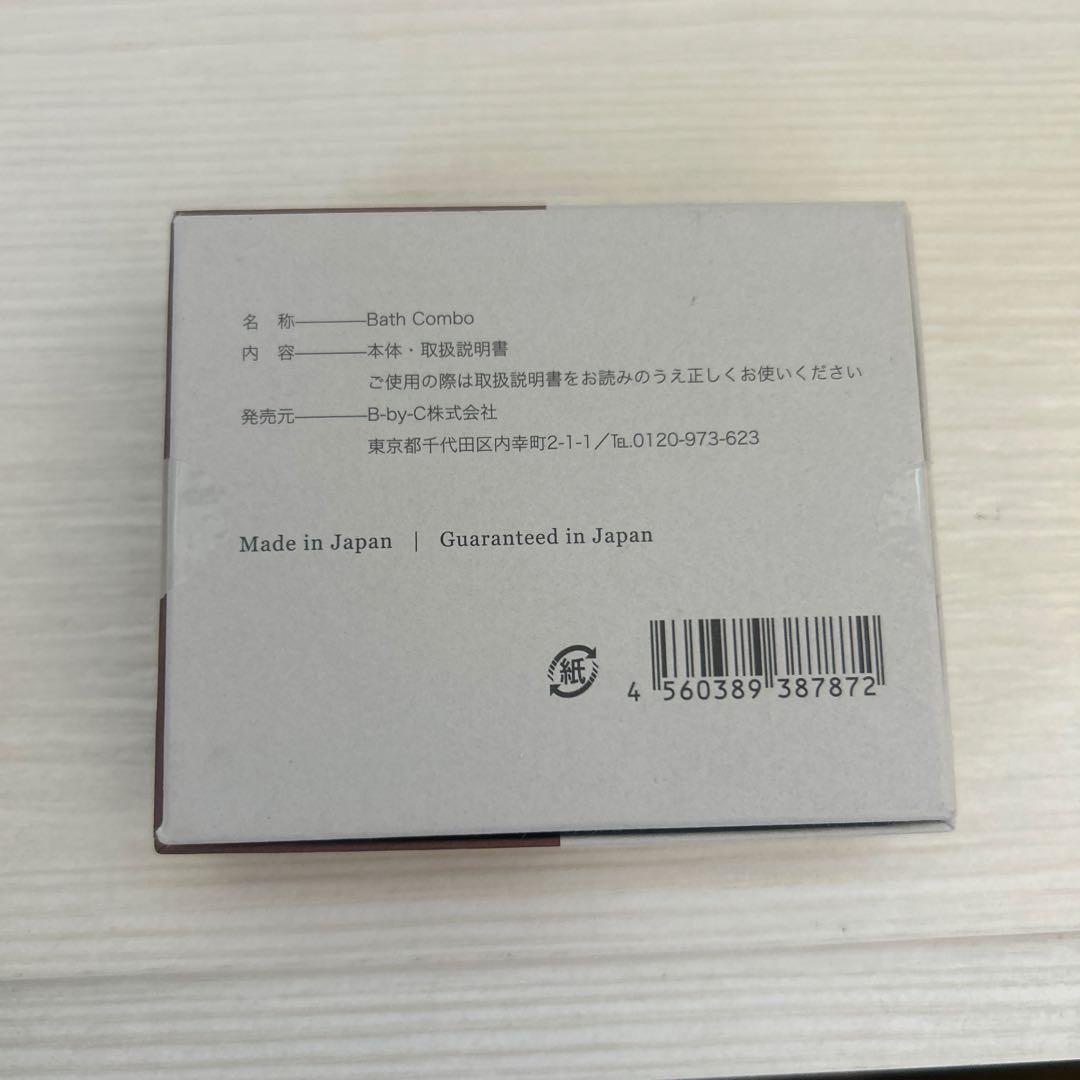 名 称————Bath Combo
内 容————本体・取扱説明書
ご使用の際は取扱説明書をお読みのうえ正しくお使いください
発売元————B-by-C株式会社
東京都千代田区内幸町2-1-1／℡.0120-973-623
Made in Japan | Guaranteed in Japan
紙
4 560389 387872